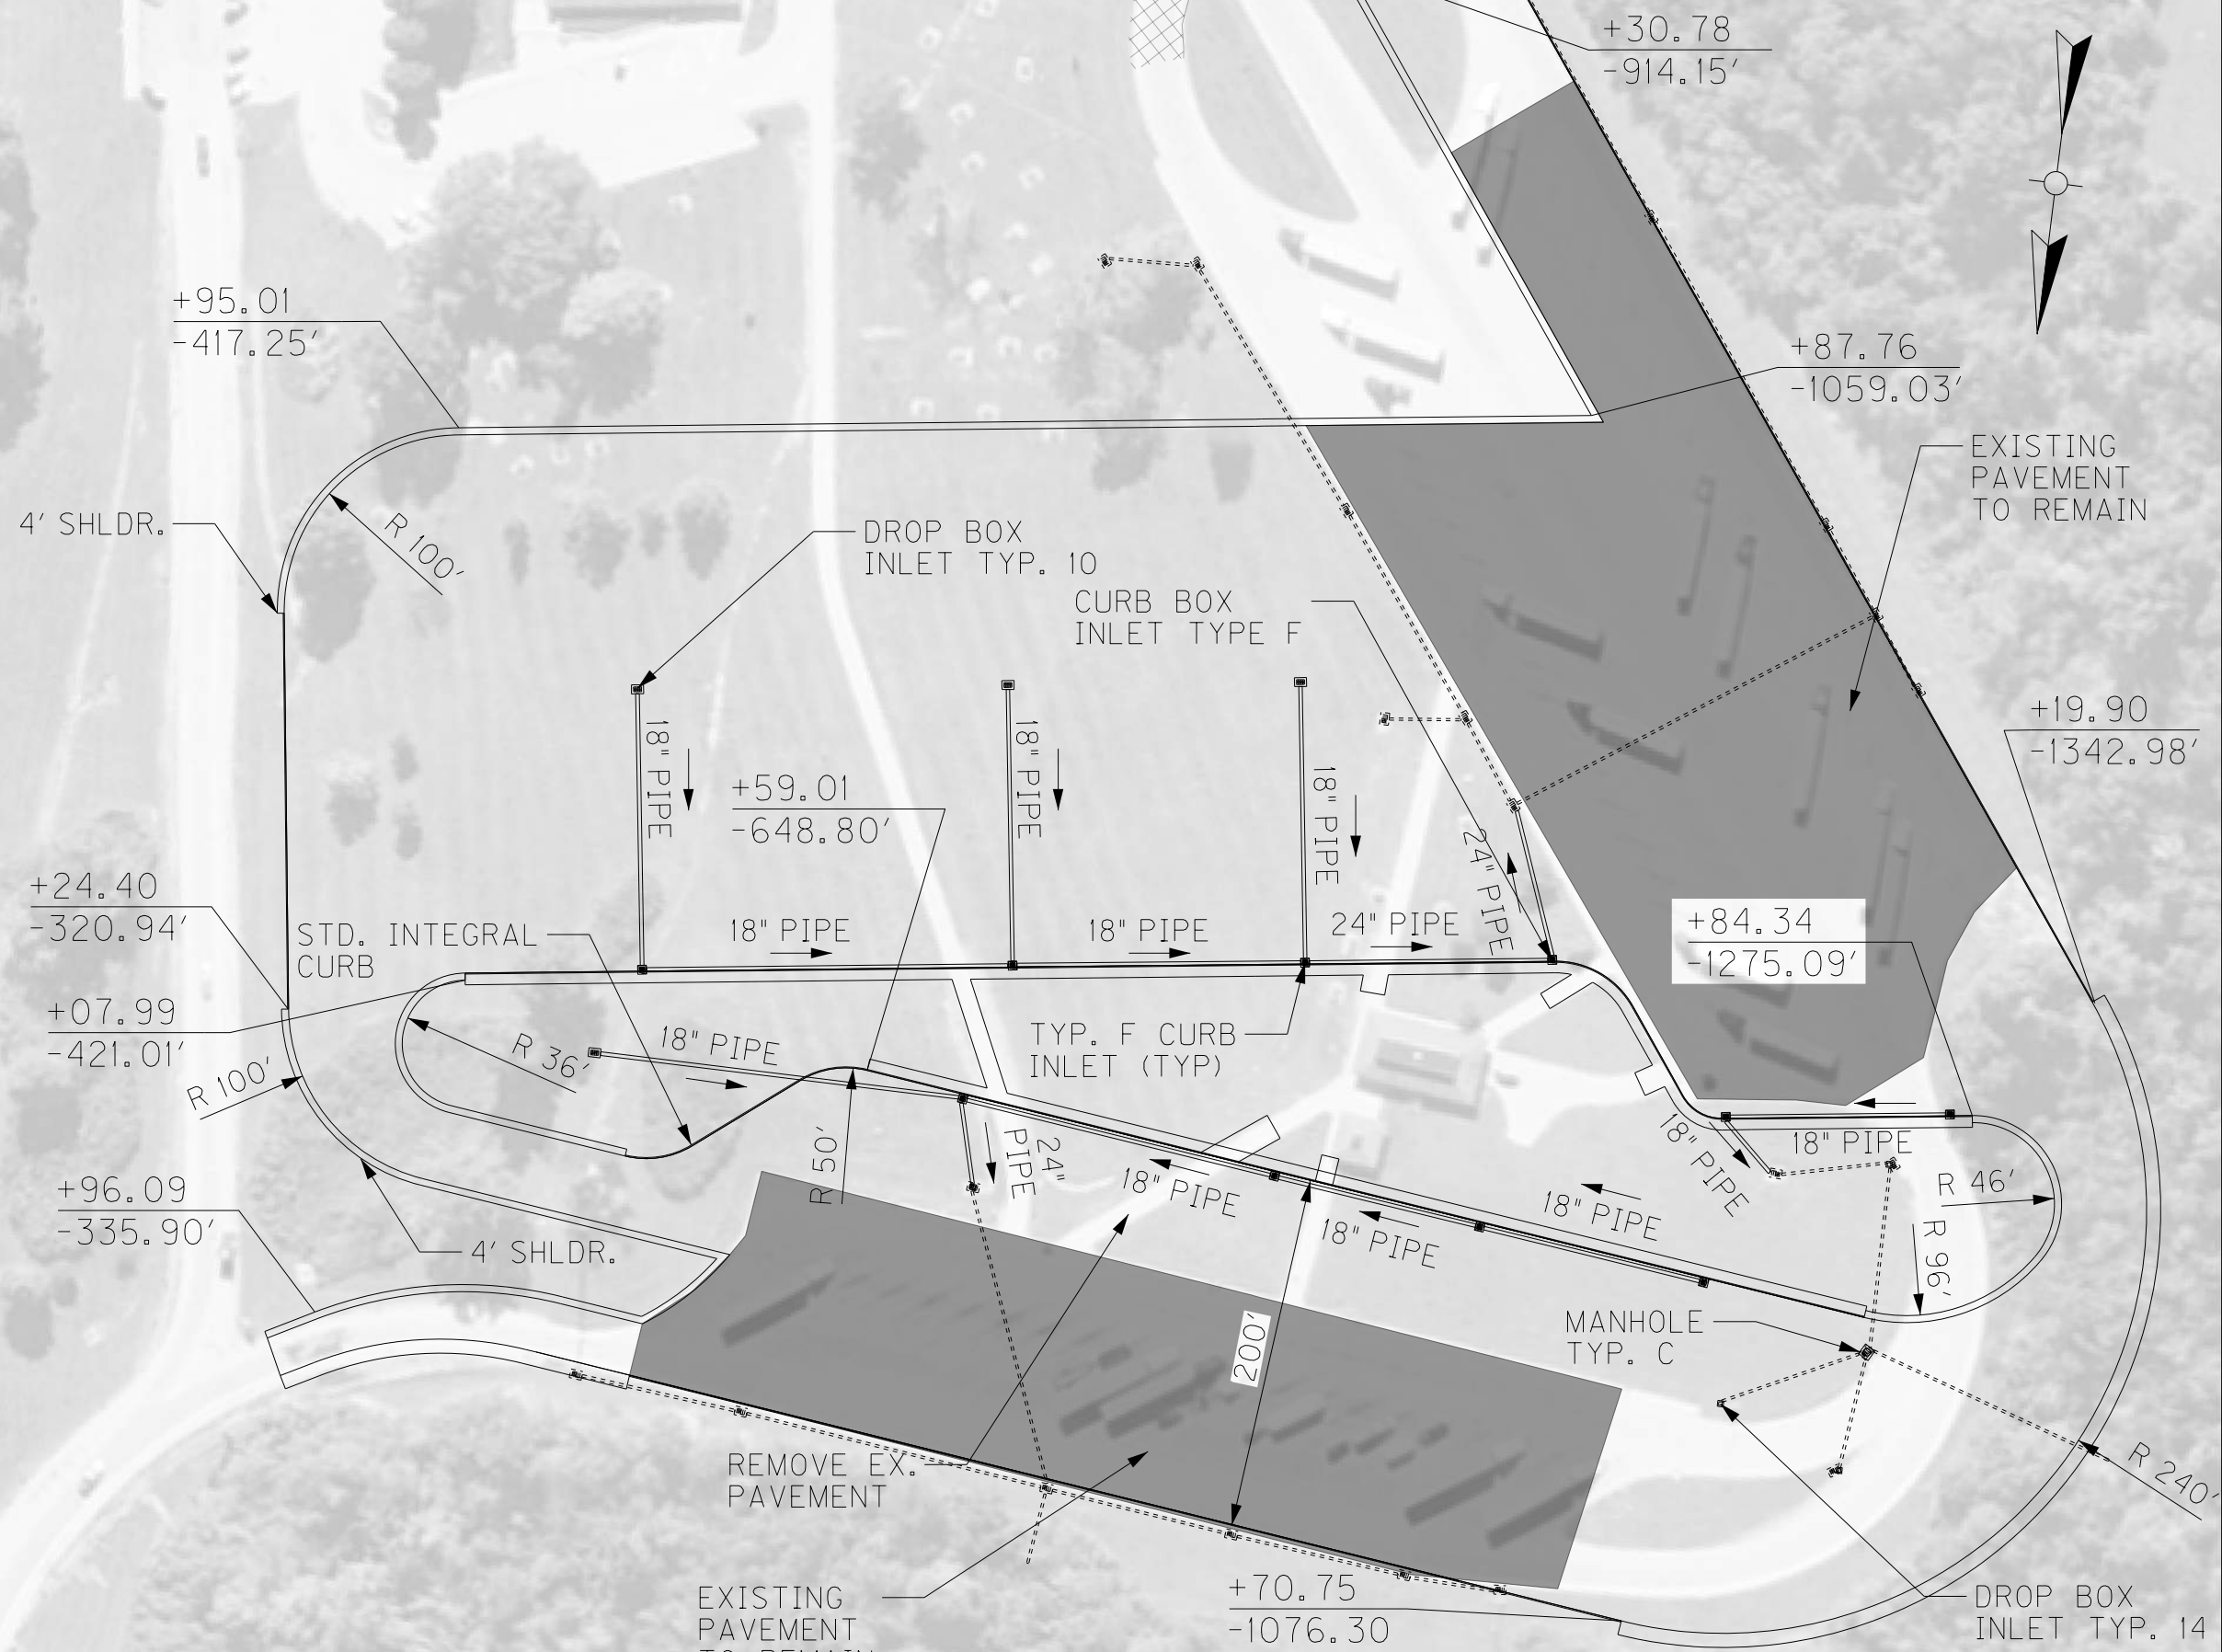 +30.78
-914.15'
+95.01
-417.25'
+87.76
-1059.03'
EXISTING
PAVEMENT
TO REMAIN
4' SHLDR.
R 100'
DROP BOX
INLET TYP. 10
CURB BOX
INLET TYPE F
+19.90
-1342.98'
18" PIPE
18" PIPE
18" PIPE
+59.01
-648.80'
24" PIPE
+24.40
-320.94'
STD. INTEGRAL
CURB
18" PIPE
18" PIPE
24" PIPE
+84.34
-1275.09'
+07.99
-421.01'
R 36'
18" PIPE
TYP. F CURB
INLET (TYP)
R 100'
R 50'
24"
PIPE
18" PIPE
18" PIPE
18" PIPE
18" PIPE
18" PIPE
R 46'
R 96'
+96.09
-335.90'
4' SHLDR.
200'
MANHOLE
TYP. C
REMOVE EX.
PAVEMENT
R 240'
EXISTING
PAVEMENT
TO REMAIN
+70.75
-1076.30
DROP BOX
INLET TYP. 14